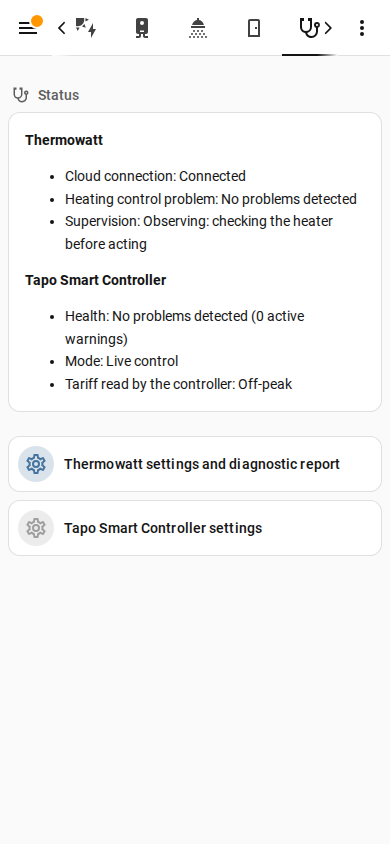 Status
Thermowatt
• Cloud connection: Connected
• Heating control problem: No problems detected
• Supervision: Observing: checking the heater
before acting
Tapo Smart Controller
• Health: No problems detected (0 active
warnings)
• Mode: Live control
• Tariff read by the controller: Off-peak
Thermowatt settings and diagnostic report
Tapo Smart Controller settings